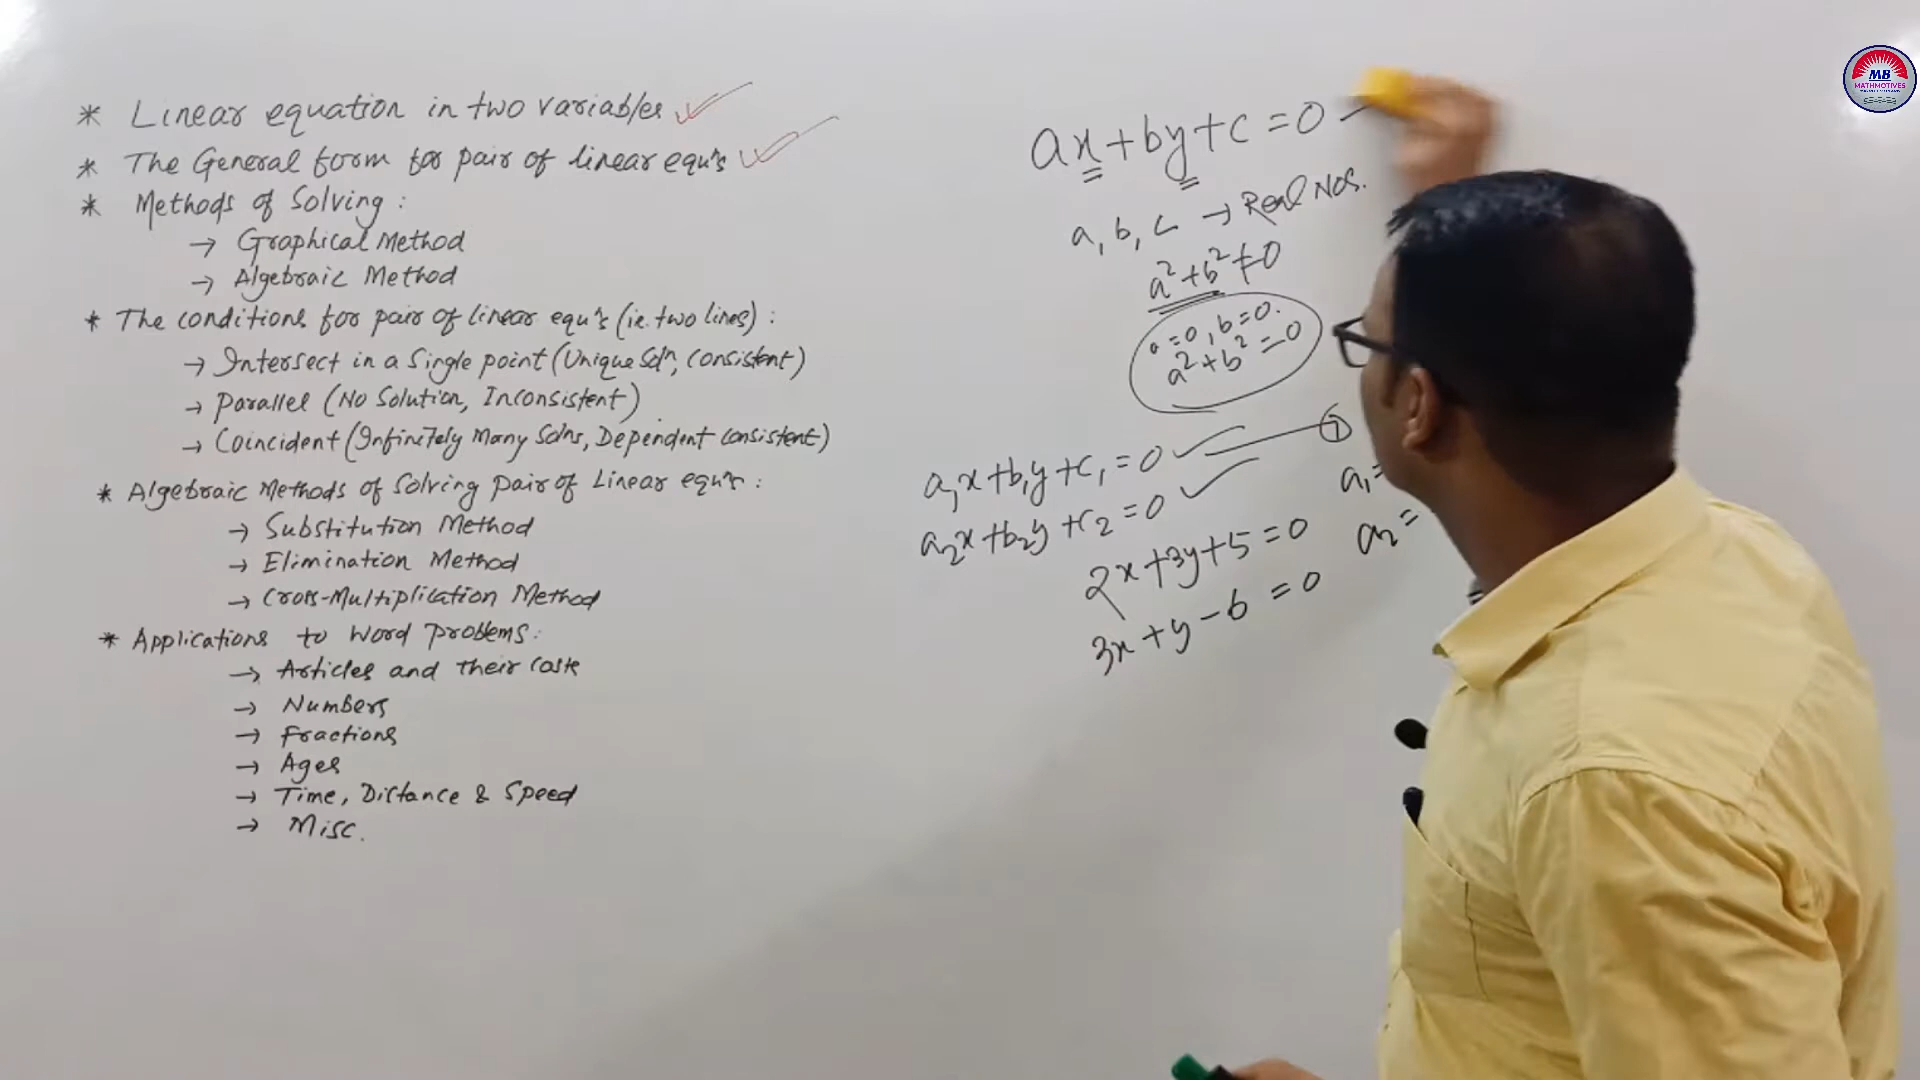 * Linear equation in two variables ✓
* The General form for pair of linear equ's ✓
* Methods of Solving :
→ Graphical Method
→ Algebraic Method
* The conditions for pair of linear equ's (i.e. two lines) :
→ Intersect in a Single point (Unique Soln, Consistent)
→ Parallel (No Solution, Inconsistent)
→ Coincident (Infinitely Many Solns, Dependent consistent)
* Algebraic Methods of Solving pair of Linear equ's :
→ Substitution Method
→ Elimination Method
→ Cross-Multiplication Method
* Applications to Word Problems:
→ Articles and their Costs
→ Numbers
→ Fractions
→ Ages
→ Time, Distance & Speed
→ Misc.
ax+by+c=0
a, b, c → Real Nos.
a²+b²≠0
a=0, b=0.
a²+b²=0
a₁x+b₁y+c₁=0
a₂x+b₂y+c₂=0
2x+3y+5=0
3x+y-6=0
a₁=
a₂=
MB
MATHMOTIVES